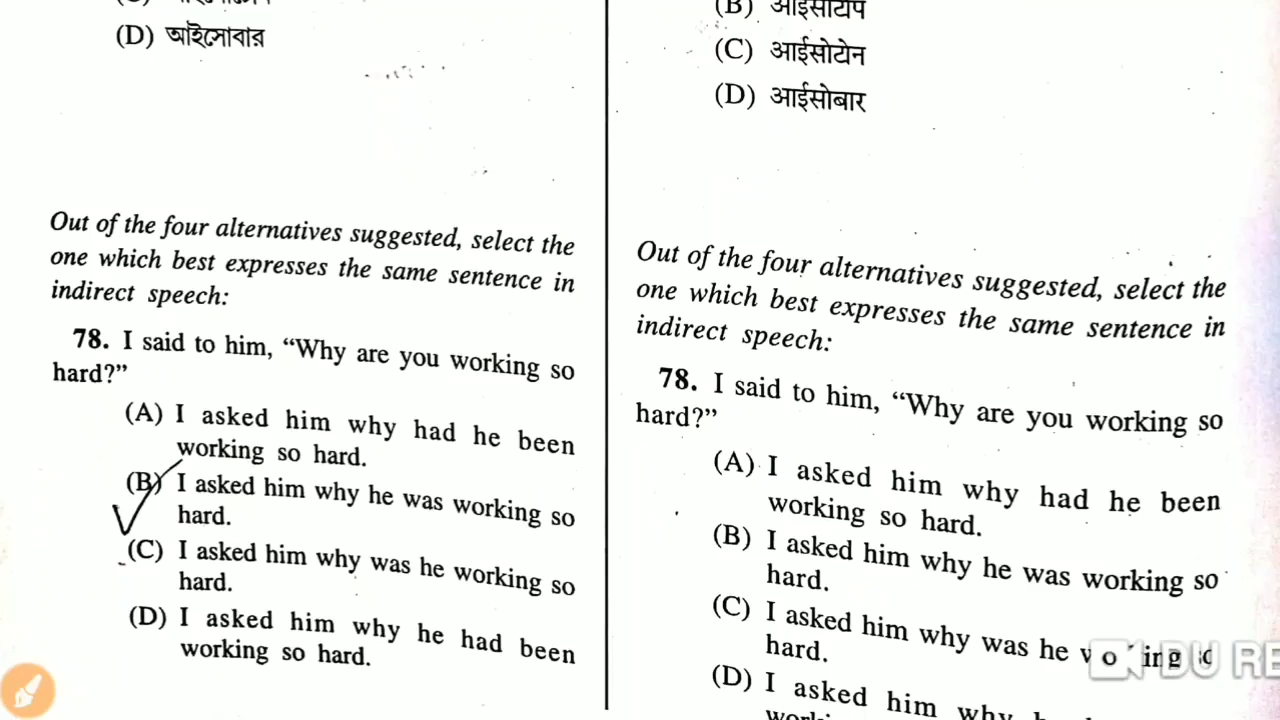 (D) আইসোবার
Out of the four alternatives suggested, select the
one which best expresses the same sentence in
indirect speech:
78. I said to him, “Why are you working so
hard?”
(A) I asked him why had he been
working so hard.
(B) I asked him why he was working so
hard.
(C) I asked him why was he working so
hard.
(D) I asked him why he had been
working so hard.
(B) आईसोटोप
(C) आईसोटोन
(D) आईसोबार
Out of the four alternatives suggested, select the
one which best expresses the same sentence in
indirect speech:
78. I said to him, “Why are you working so
hard?”
(A) I asked him why had he been
working so hard.
(B) I asked him why he was working so
hard.
(C) I asked him why was he
hard.
(D) I asked him why
DU RE